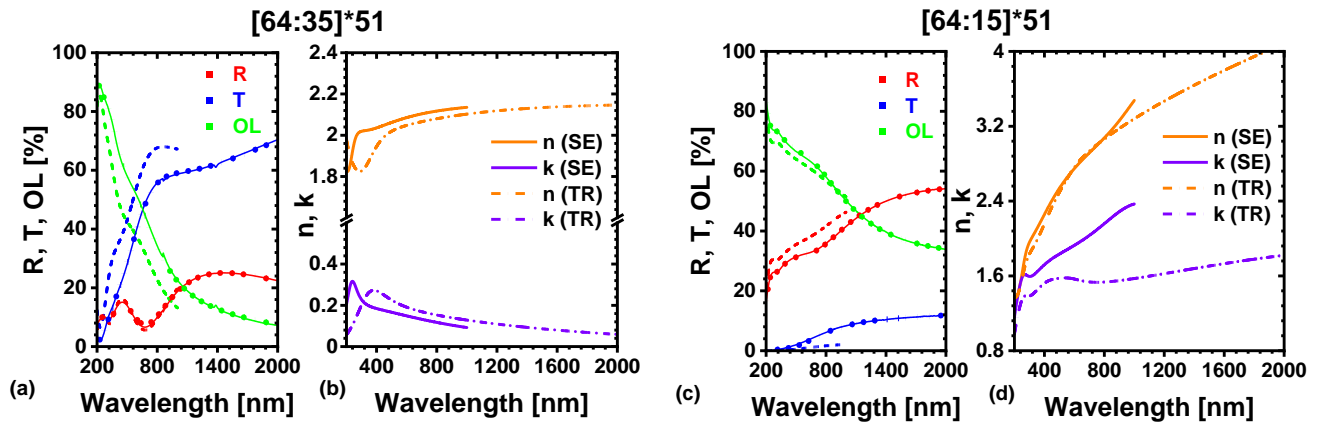 [64:35]*51
[64:15]*51
100
80
60
40
20
0
R, T, OL [%]
R
T
OL
200
800
1400
2000
Wavelength [nm]
(a)
2.4
2.2
2
1.8
0.4
0.2
0
n, k
n (SE)
k (SE)
n (TR)
k (TR)
400
800
1200
1600
2000
Wavelength [nm]
(b)
100
80
60
40
20
0
R, T, OL [%]
R
T
OL
200
800
1400
2000
Wavelength [nm]
(c)
4
3.2
2.4
1.6
0.8
n, k
n (SE)
k (SE)
n (TR)
k (TR)
400
800
1200
1600
2000
Wavelength [nm]
(d)